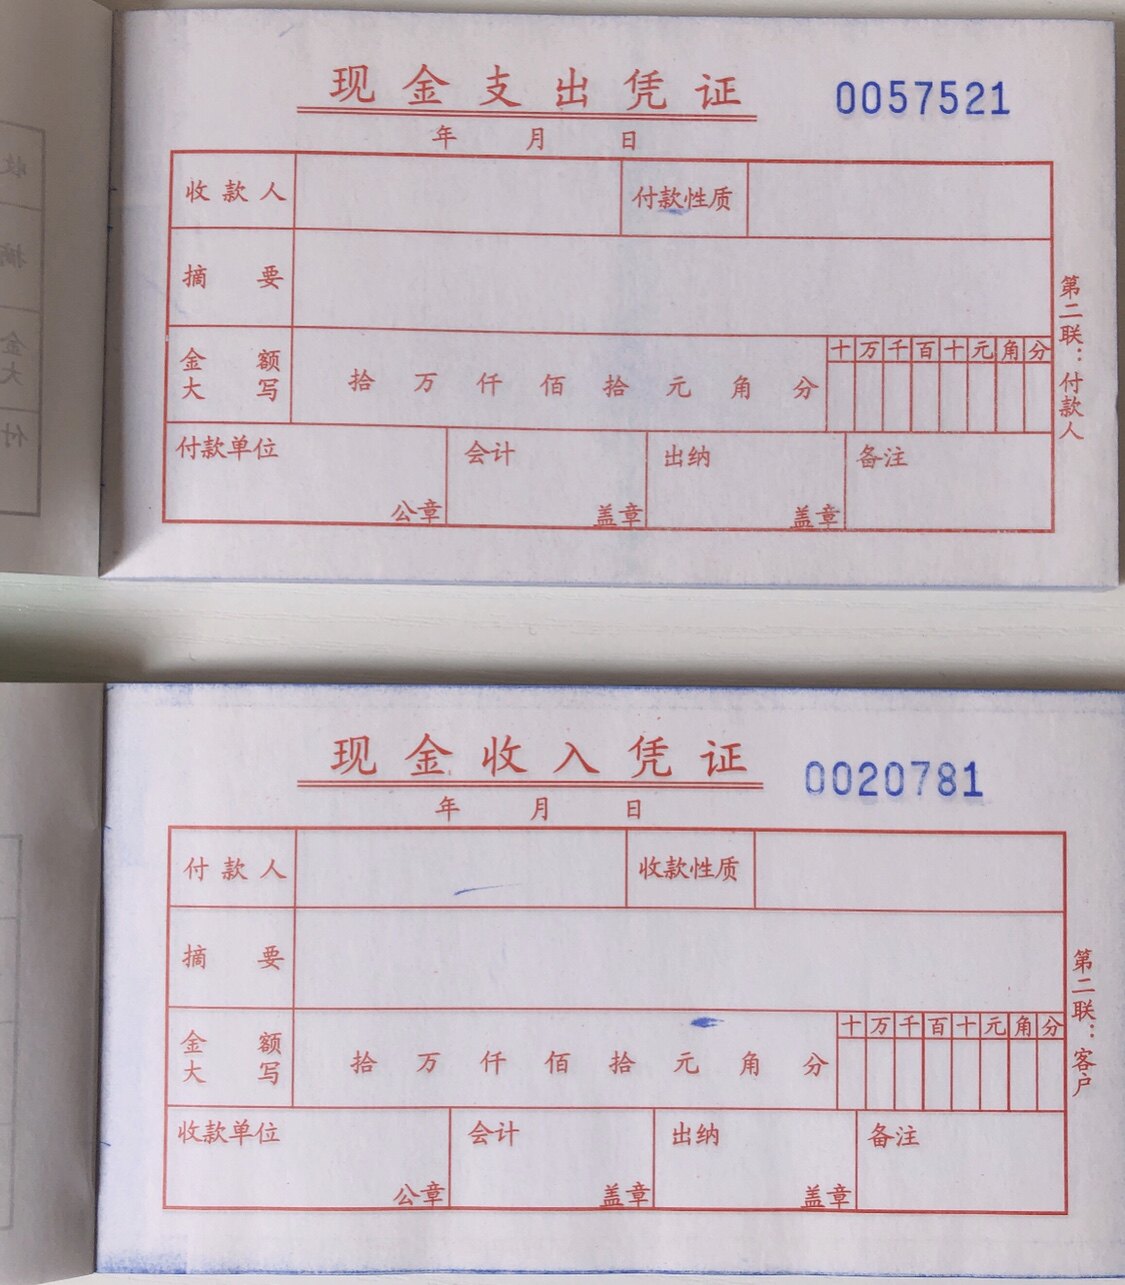 现金支出凭证 0057521
年 月 日
收款人 付款性质
摘 要
金 额
大 写
拾 万 仟 佰 拾 元 角 分
十 万 千 百 十 元 角 分
付款单位 会计 出纳 备注
公章 盖章 盖章
第二联：付款人
收
摘
金
大
付
现金收入凭证 0020781
年 月 日
付款人 收款性质
摘 要
金 额
大 写
拾 万 仟 佰 拾 元 角 分
十 万 千 百 十 元 角 分
收款单位 会计 出纳 备注
公章 盖章 盖章
第二联：客户